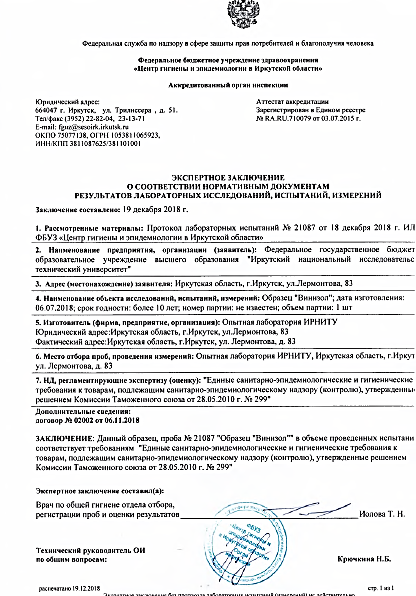 Федеральная служба по надзору в сфере защиты прав потребителей и благополучия человека
Федеральное бюджетное учреждение здравоохранения
«Центр гигиены и эпидемиологии в Иркутской области»
Аккредитованный орган инспекции
Юридический адрес:
664047 г. Иркутск, ул. Трилиссера , д. 51.
Тел/факс (3952) 22-82-04, 23-13-71
E-mail: fguz@sesoirk.irkutsk.ru
ОКПО 75077138, ОГРН 1053811065923,
ИНН/КПП 3811087625/381101001
Аттестат аккредитации
Зарегистрирован в Едином реестре
№ RA.RU.710079 от 03.07.2015 г.
ЭКСПЕРТНОЕ ЗАКЛЮЧЕНИЕ
О СООТВЕТСТВИИ НОРМАТИВНЫМ ДОКУМЕНТАМ
РЕЗУЛЬТАТОВ ЛАБОРАТОРНЫХ ИССЛЕДОВАНИЙ, ИСПЫТАНИЙ, ИЗМЕРЕНИЙ
Заключение составлено: 19 декабря 2018 г.
1. Рассмотренные материалы: Протокол лабораторных испытаний № 21087 от 18 декабря 2018 г. ИЛ
ФБУЗ «Центр гигиены и эпидемиологии в Иркутской области»
2. Наименование предприятия, организации (заявитель): Федеральное государственное бюджет
образовательное учреждение высшего образования "Иркутский национальный исследовательс
технический университет"
3. Адрес (местонахождение) заявителя: Иркутская область, г.Иркутск, ул.Лермонтова, 83
4. Наименование объекта исследований, испытаний, измерений: Образец "Винизол"; дата изготовления:
06.07.2018; срок годности: более 10 лет; номер партии: не известен; объем партии: 1 шт
5. Изготовитель (фирма, предприятие, организация): Опытная лаборатория ИРНИТУ
Юридический адрес:Иркутская область, г.Иркутск, ул.Лермонтова, 83
Фактический адрес:Иркутская область, г.Иркутск, ул. Лермонтова, д. 83
6. Место отбора проб, проведения измерений: Опытная лаборатория ИРНИТУ, Иркутская область, г.Иркут
ул. Лермонтова, д. 83
7. НД, регламентирующие экспертизу (оценку): "Единые санитарно-эпидемиологические и гигиенические
требования к товарам, подлежащим санитарно-эпидемиологическому надзору (контролю), утвержденные
решением Комиссии Таможенного союза от 28.05.2010 г. № 299"
Дополнительные сведения:
договор № 02002 от 06.11.2018
ЗАКЛЮЧЕНИЕ: Данный образец, проба № 21087 "Образец "Винизол"" в объеме проведенных испытани
соответствует требованиям "Единые санитарно-эпидемиологические и гигиенические требования к
товарам, подлежащим санитарно-эпидемиологическому надзору (контролю), утвержденные решением
Комиссии Таможенного союза от 28.05.2010 г. № 299"
Экспертное заключение составил(а):
Врач по общей гигиене отдела отбора,
регистрации проб и оценки результатов
Иолова Т. Н.
ФБУЗ
Технический руководитель ОИ
по общим вопросам:
Крючкина Н.Б.
распечатано 19.12.2018
стр. 1 из 1